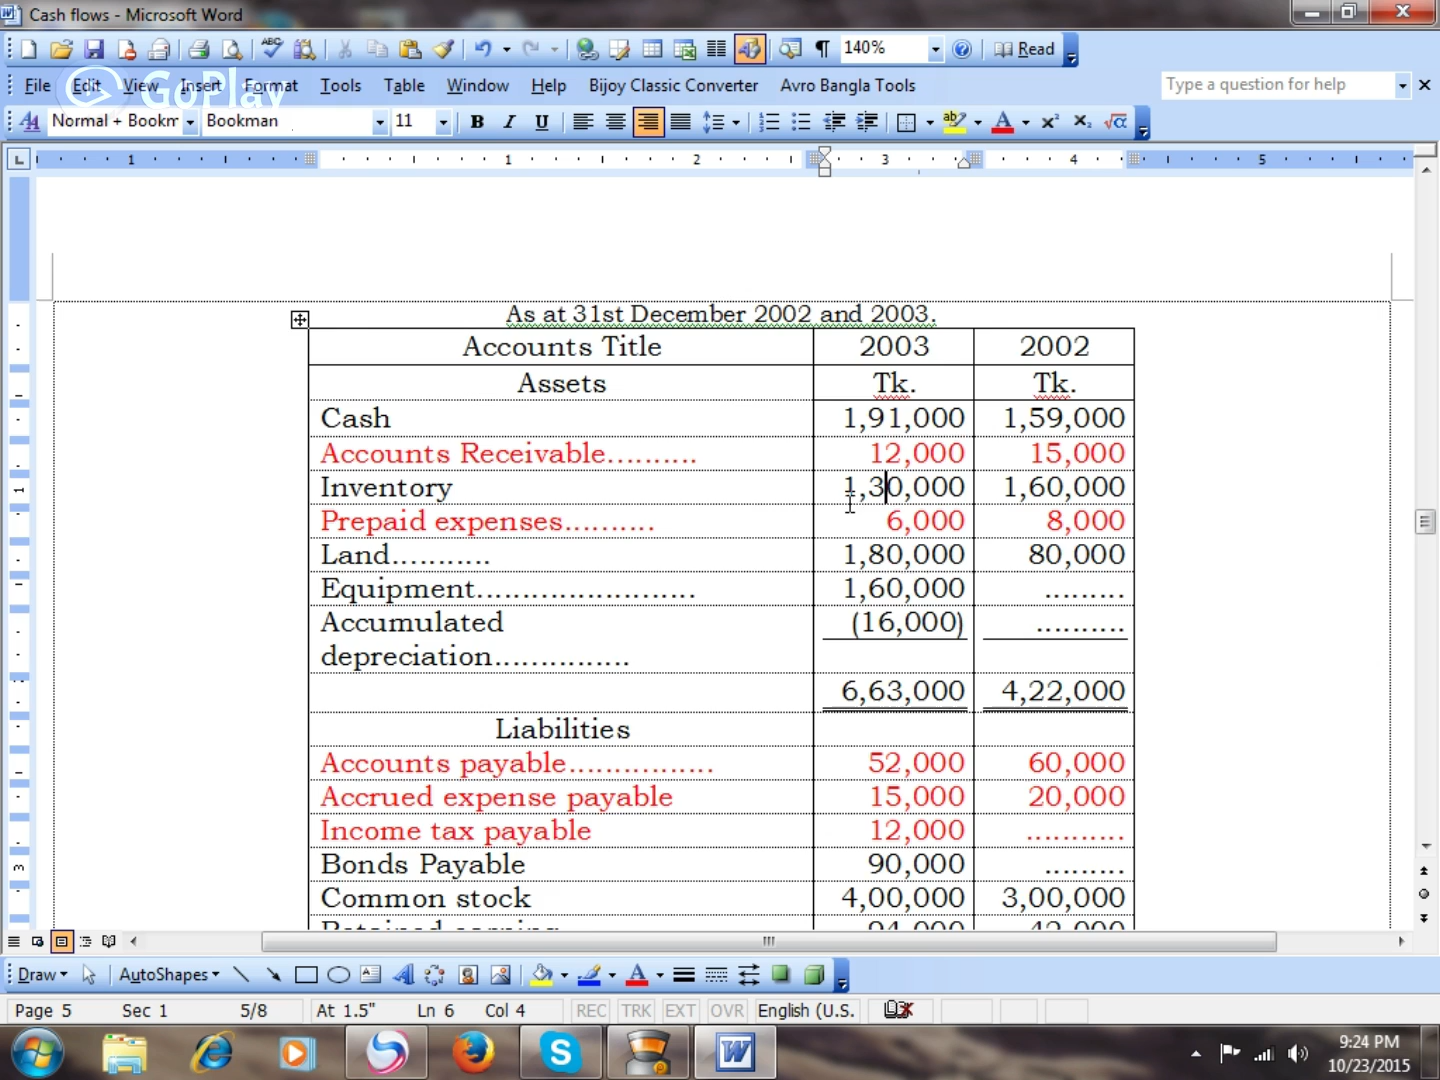 Cash flows - Microsoft Word
140%
Read
File Edit View Insert Format Tools Table Window Help Bijoy Classic Converter Avro Bangla Tools
Type a question for help
GoPlay
Normal + Bookm Bookman 11 B I U
1 1 2 3 4 5
As at 31st December 2002 and 2003.
Accounts Title 2003 2002
Assets Tk. Tk.
Cash 1,91,000 1,59,000
Accounts Receivable.......... 12,000 15,000
Inventory 1,30,000 1,60,000
Prepaid expenses.......... 6,000 8,000
Land........... 1,80,000 80,000
Equipment........................ 1,60,000 .........
Accumulated (16,000) ..........
depreciation...............
6,63,000 4,22,000
Liabilities
Accounts payable................ 52,000 60,000
Accrued expense payable 15,000 20,000
Income tax payable 12,000 ...........
Bonds Payable 90,000 .........
Common stock 4,00,000 3,00,000
Draw AutoShapes
Page 5 Sec 1 5/8 At 1.5" Ln 6 Col 4 REC TRK EXT OVR English (U.S.
9:24 PM
10/23/2015